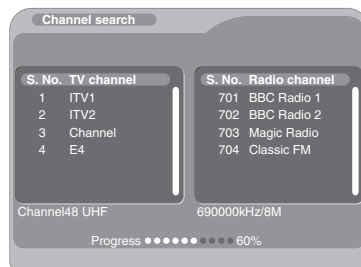 Channel search
S. No. TV channel
1 ITV1
2 ITV2
3 Channel
4 E4
S. No. Radio channel
701 BBC Radio 1
702 BBC Radio 2
703 Magic Radio
704 Classic FM
Channel48 UHF
690000kHz/8M
Progress 60%